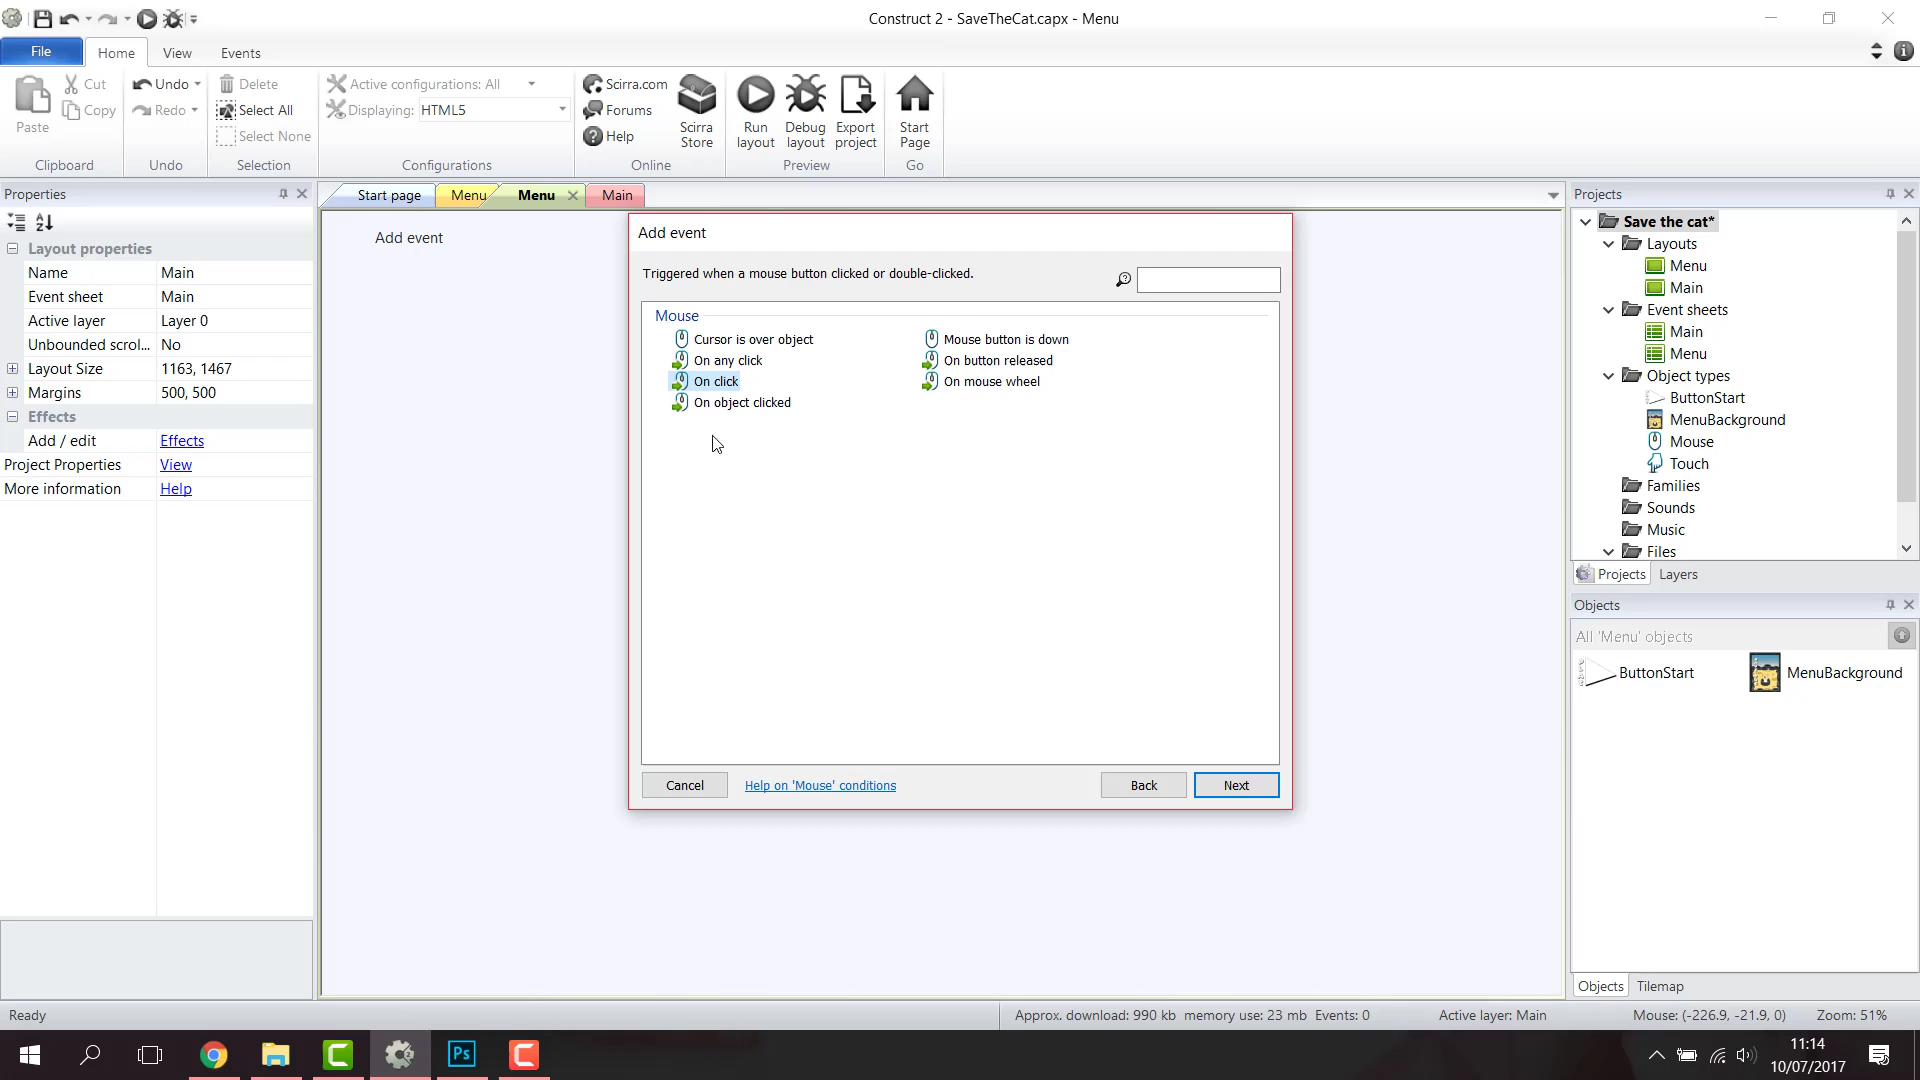 Construct 2 - SaveTheCat.capx - Menu
File
Home
View
Events
Paste
Cut
Copy
Clipboard
Undo
Redo
Undo
Delete
Select All
Select None
Selection
Active configurations: All
Displaying: HTML5
Configurations
Scirra.com
Forums
Help
Scirra
Store
Online
Run
layout
Debug
layout
Export
project
Preview
Start
Page
Go
Properties
Layout properties
Name Main
Event sheet Main
Active layer Layer 0
Unbounded scrol... No
Layout Size 1163, 1467
Margins 500, 500
Effects
Add / edit Effects
Project Properties View
More information Help
Start page
Menu
Menu
Main
Add event
Add event
Triggered when a mouse button clicked or double-clicked.
Mouse
Cursor is over object
On any click
On click
On object clicked
Mouse button is down
On button released
On mouse wheel
Cancel
Help on 'Mouse' conditions
Back
Next
Projects
Save the cat*
Layouts
Menu
Main
Event sheets
Main
Menu
Object types
ButtonStart
MenuBackground
Mouse
Touch
Families
Sounds
Music
Files
Projects
Layers
Objects
All 'Menu' objects
ButtonStart
MenuBackground
Objects
Tilemap
Ready
Approx. download: 990 kb memory use: 23 mb Events: 0
Active layer: Main
Mouse: (-226.9, -21.9, 0)
Zoom: 51%
Ps
11:14
10/07/2017